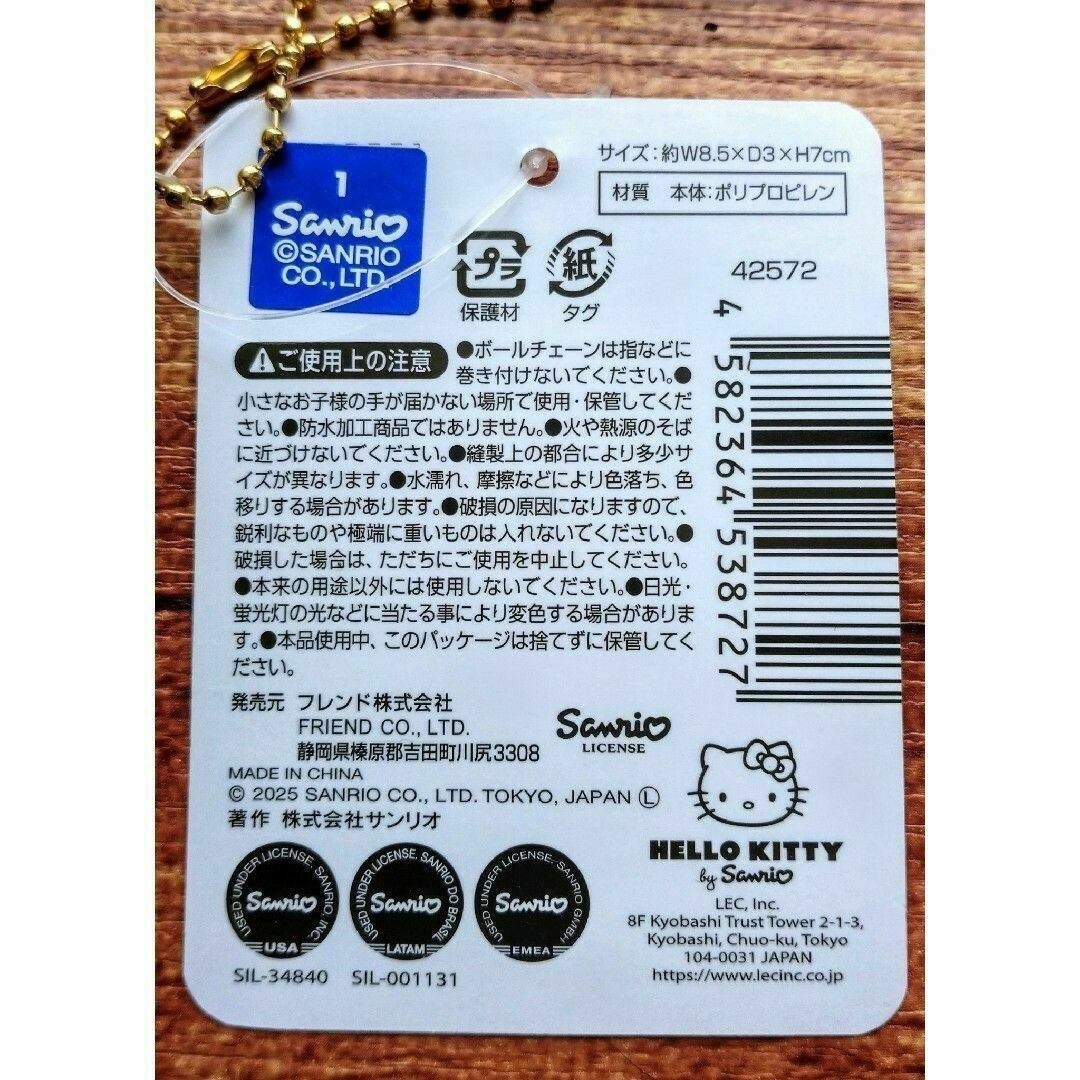 サイズ:約W8.5×D3×H7cm
材質 本体:ポリプロピレン
1
Sanrio
©SANRIO
CO.,LTD.
プラ
保護材
紙
タグ
42572
4 582364 538727
ご使用上の注意
●ボールチェーンは指などに
巻き付けないでください。●
小さなお子様の手が届かない場所で使用・保管してくだ
さい。●防水加工商品ではありません。●火や熱源のそば
に近づけないでください。●縫製上の都合により多少サ
イズが異なります。●水濡れ、摩擦などにより色落ち、色
移りする場合があります。●破損の原因になりますので、
鋭利なものや極端に重いものは入れないでください。●
破損した場合は、ただちにご使用を中止してください。
●本来の用途以外には使用しないでください。●日光・
蛍光灯の光などに当たる事により変色する場合がありま
す。●本品使用中、このパッケージは捨てずに保管してく
ださい。
発売元 フレンド株式会社
FRIEND CO., LTD.
静岡県榛原郡吉田町川尻3308
Sanrio
LICENSE
MADE IN CHINA
© 2025 SANRIO CO., LTD. TOKYO, JAPAN Ⓛ
著作 株式会社サンリオ
USED UNDER LICENSE. SANRIO, INC.
Sanrio
USA
SIL-34840
USED UNDER LICENSE. SANRIO DO BRASIL
Sanrio
LATAM
SIL-001131
USED UNDER LICENSE. SANRIO GMBH
Sanrio
EMEA
HELLO KITTY
by Sanrio
LEC, Inc.
8F Kyobashi Trust Tower 2-1-3,
Kyobashi, Chuo-ku, Tokyo
104-0031 JAPAN
https://www.lecinc.co.jp